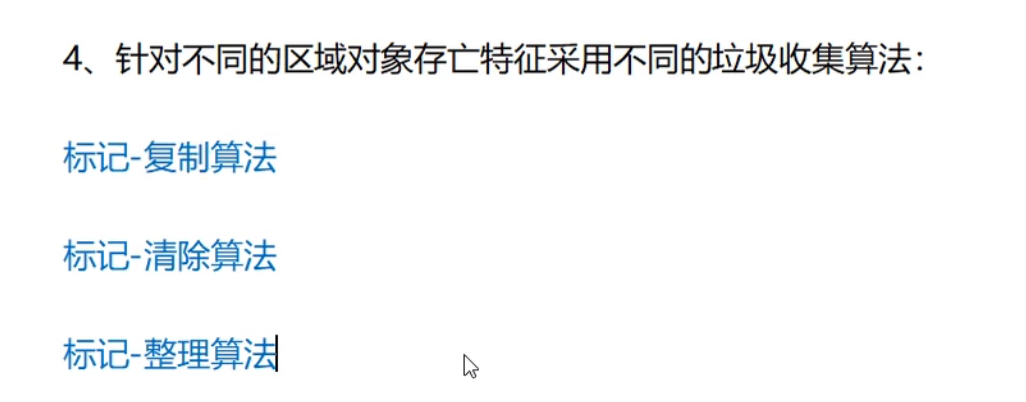 4、针对不同的区域对象存亡特征采用不同的垃圾收集算法：
标记-复制算法
标记-清除算法
标记-整理算法